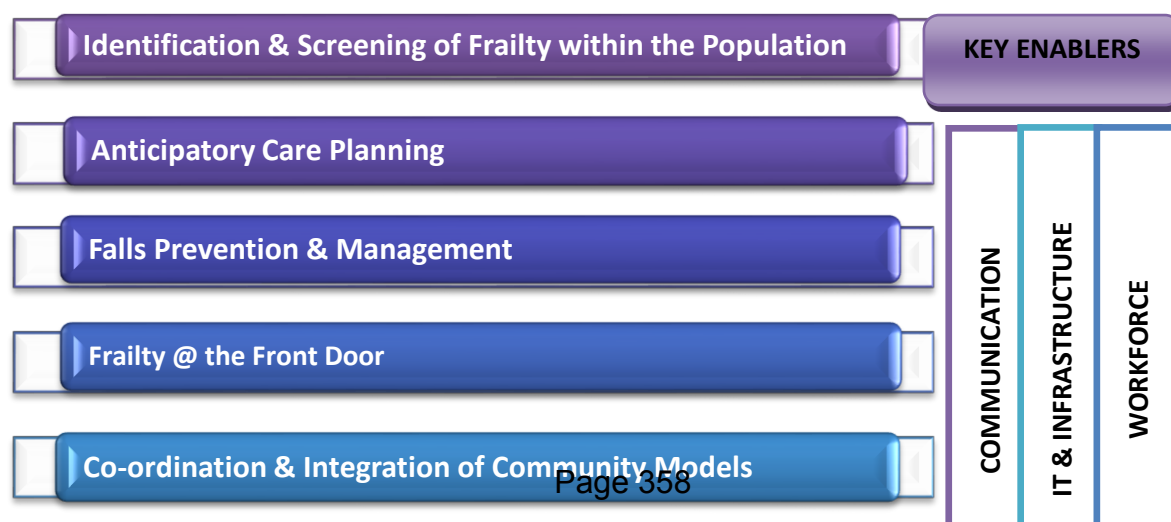 Identification & Screening of Frailty within the Population
KEY ENABLERS
Anticipatory Care Planning
Falls Prevention & Management
Frailty @ the Front Door
Co-ordination & Integration of Community Models
COMMUNICATION
IT & INFRASTRUCTURE
WORKFORCE
Page 358